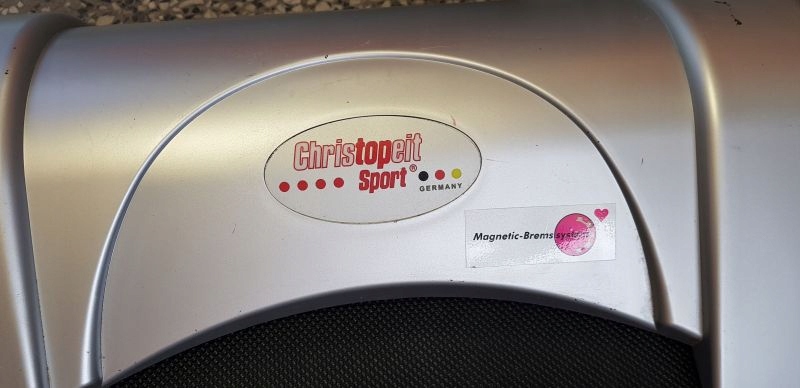 Christopeit
Sport®
GERMANY
Magnetic-Bremssystem